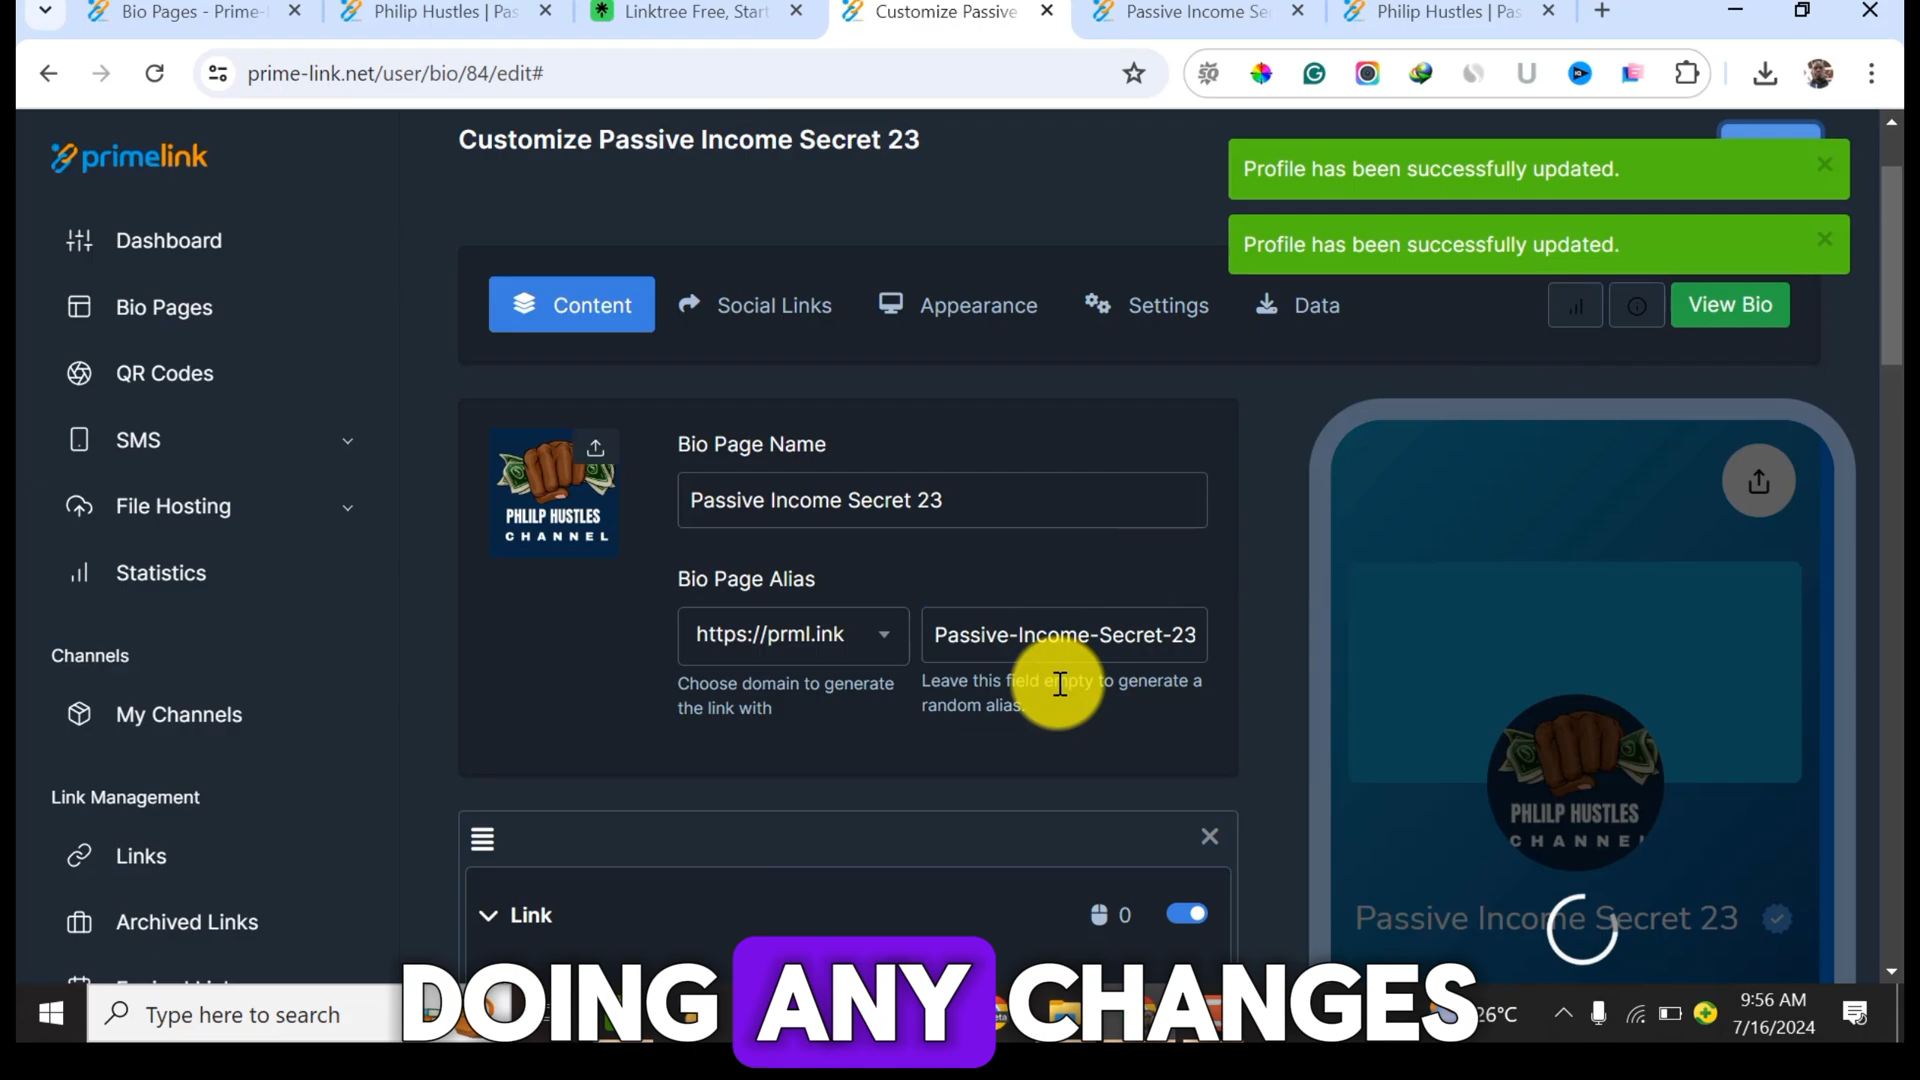 Bio Pages - Prime-
Philip Hustles | Pas
Linktree Free, Start
Customize Passive
Passive Income Se
Philip Hustles | Pas
prime-link.net/user/bio/84/edit#
primelink
Customize Passive Income Secret 23
Profile has been successfully updated.
Profile has been successfully updated.
Dashboard
Bio Pages
QR Codes
SMS
File Hosting
Statistics
Channels
My Channels
Link Management
Links
Archived Links
Content
Social Links
Appearance
Settings
Data
View Bio
PHLILP HUSTLES
CHANNEL
Bio Page Name
Passive Income Secret 23
Bio Page Alias
https://prml.ink
Passive-Income-Secret-23
Choose domain to generate
the link with
Leave this field empty to generate a
random alias.
Link
0
PHLILP HUSTLES
CHANNEL
Passive Income Secret 23
DOING ANY CHANGES
Type here to search
26°C
9:56 AM
7/16/2024